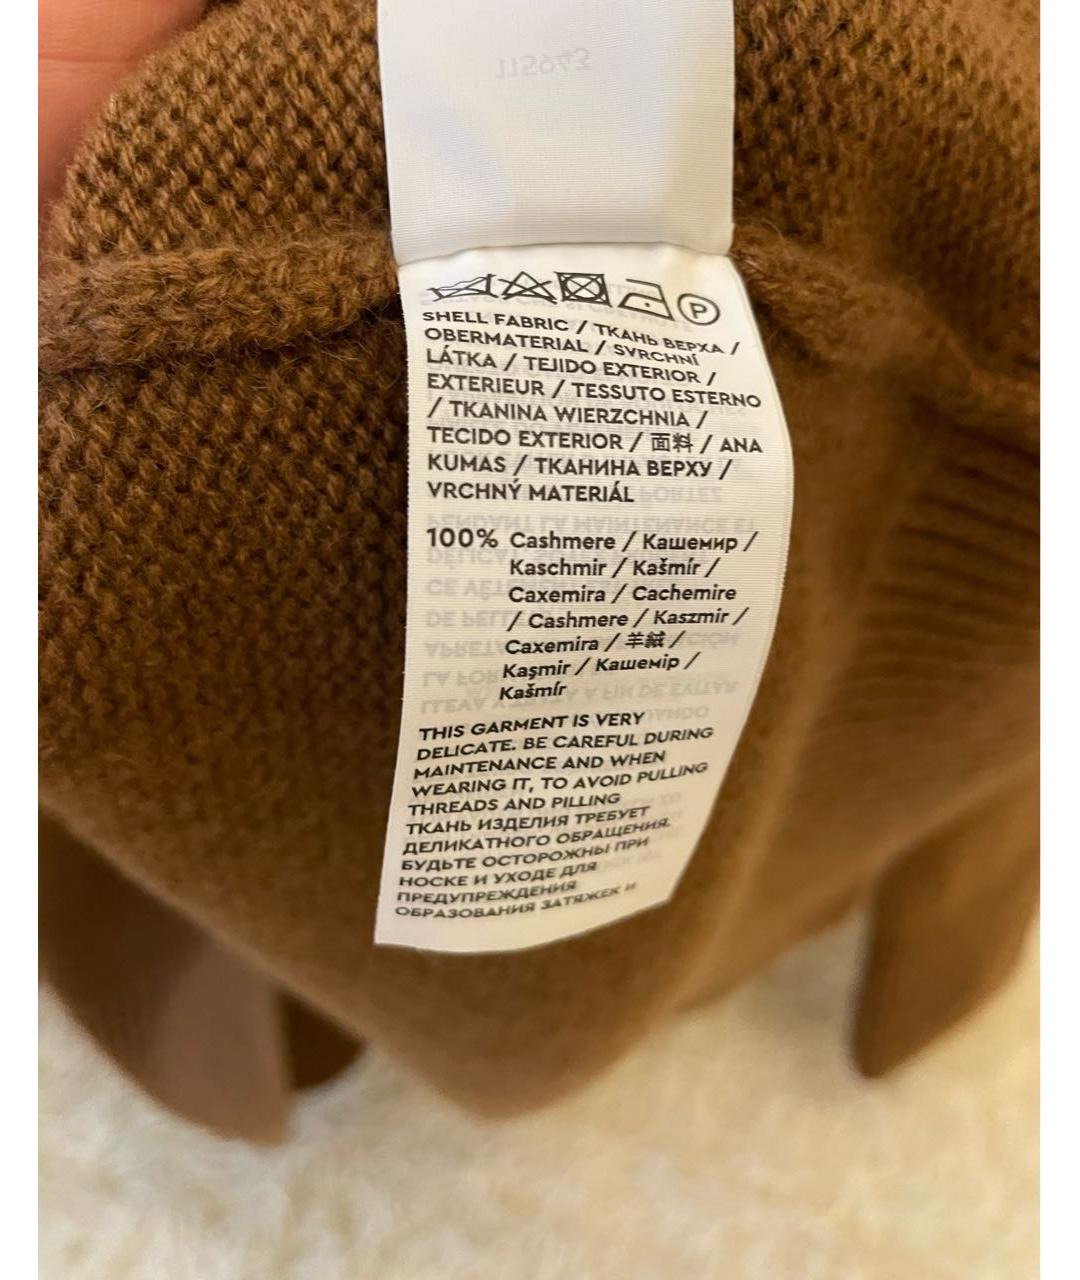 115943
P
SHELL FABRIC / ТКАНЬ ВЕРХА /
OBERMATERIAL / SVRCHNÍ
LÁTKA / TEJIDO EXTERIOR /
EXTERIEUR / TESSUTO ESTERNO
/ TKANINA WIERZCHNIA /
TECIDO EXTERIOR / 面料 / ANA
KUMAS / ТКАНИНА ВЕРХУ /
VRCHNÝ MATERIÁL
100% Cashmere / Кашемир /
Kaschmir / Kašmír /
Caxemira / Cachemire
/ Cashmere / Kaszmir /
Caxemira / 羊絨 /
Kaşmir / Кашемір /
Kašmír
THIS GARMENT IS VERY
DELICATE. BE CAREFUL DURING
MAINTENANCE AND WHEN
WEARING IT, TO AVOID PULLING
THREADS AND PILLING
ТКАНЬ ИЗДЕЛИЯ ТРЕБУЕТ
ДЕЛИКАТНОГО ОБРАЩЕНИЯ.
БУДЬТЕ ОСТОРОЖНЫ ПРИ
НОСКЕ И УХОДЕ ДЛЯ
ПРЕДУПРЕЖДЕНИЯ
ОБРАЗОВАНИЯ ЗАТЯЖЕК И